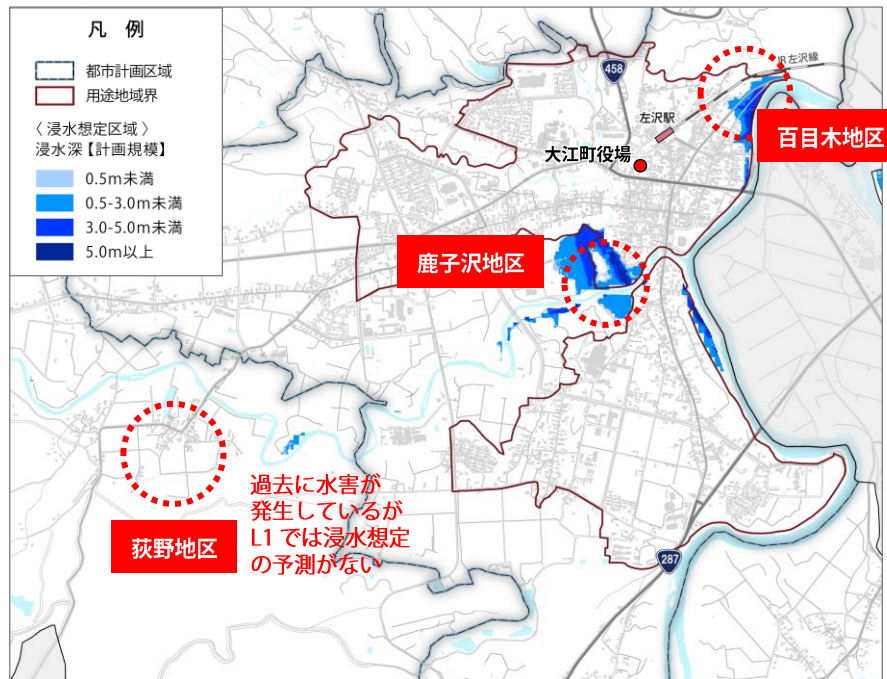 凡 例
都市計画区域
用途地域界
〈 浸水想定区域 〉
浸水深【計画規模】
0.5m未満
0.5-3.0m未満
3.0-5.0m未満
5.0m以上
458
JR左沢線
左沢駅
大江町役場
百目木地区
鹿子沢地区
過去に水害が
発生しているが
L1では浸水想定
の予測がない
荻野地区
287